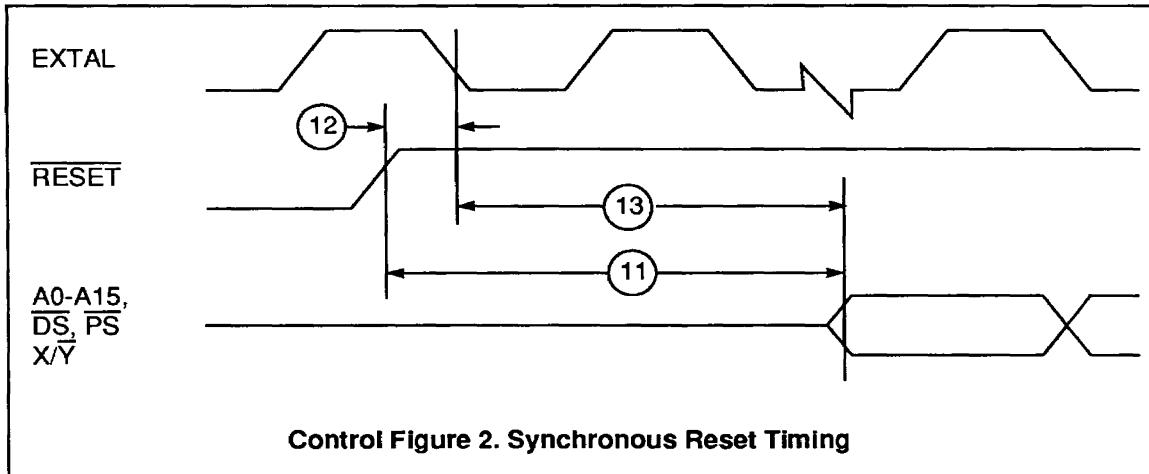 EXTAL
12
RESET
13
11
A0-A15,
DS, PS
X/Y
Control Figure 2. Synchronous Reset Timing